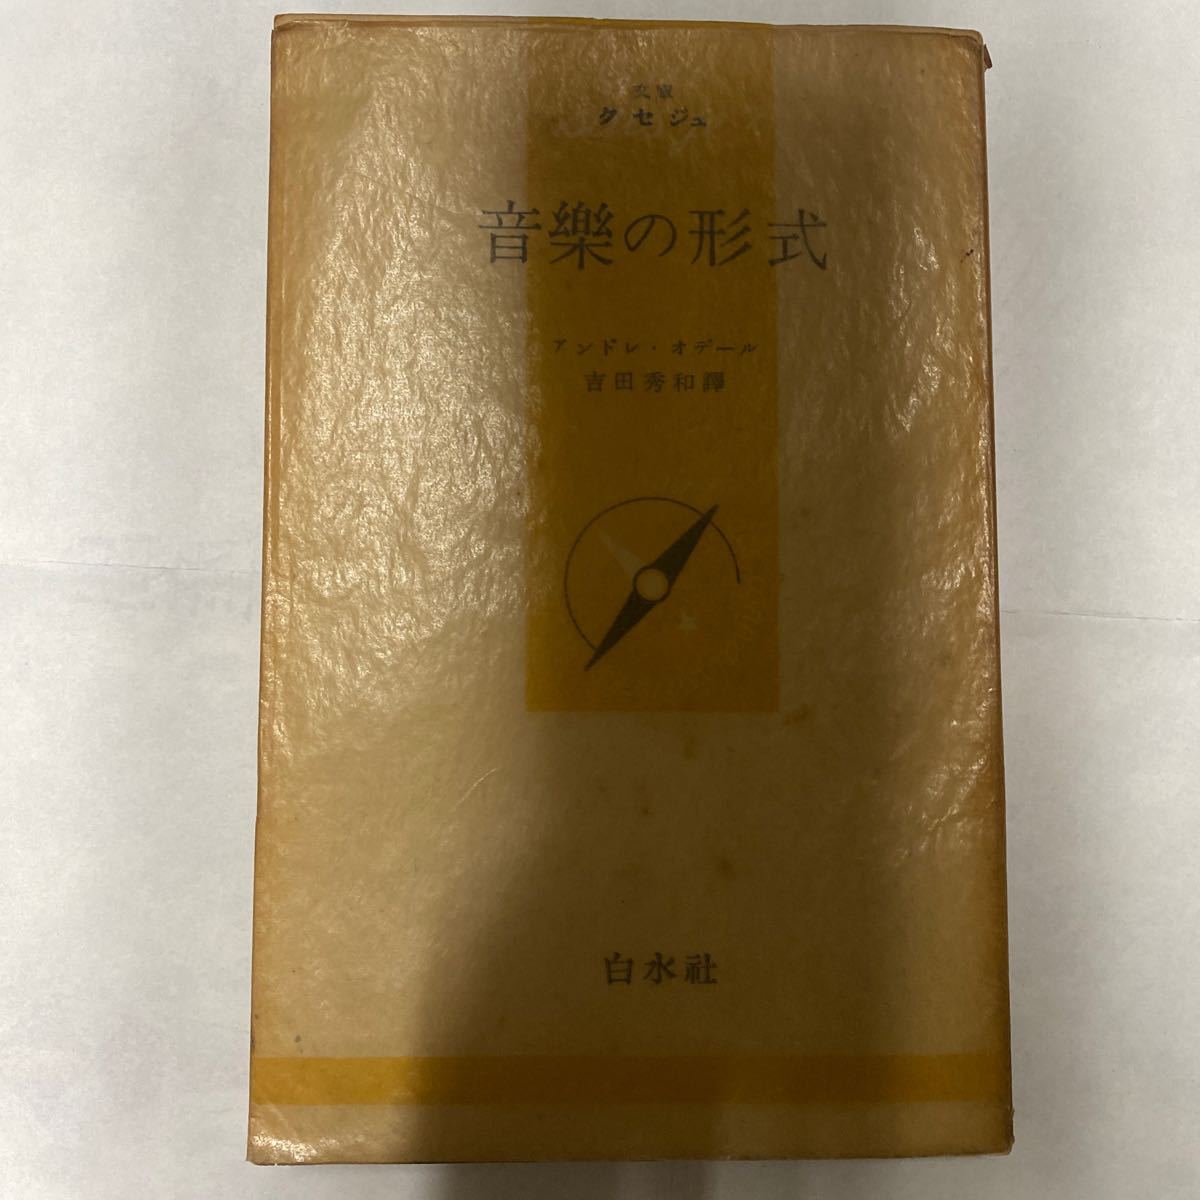 文庫
クセジュ
音樂の形式
アンドレ・オデール
吉田秀和譯
白水社